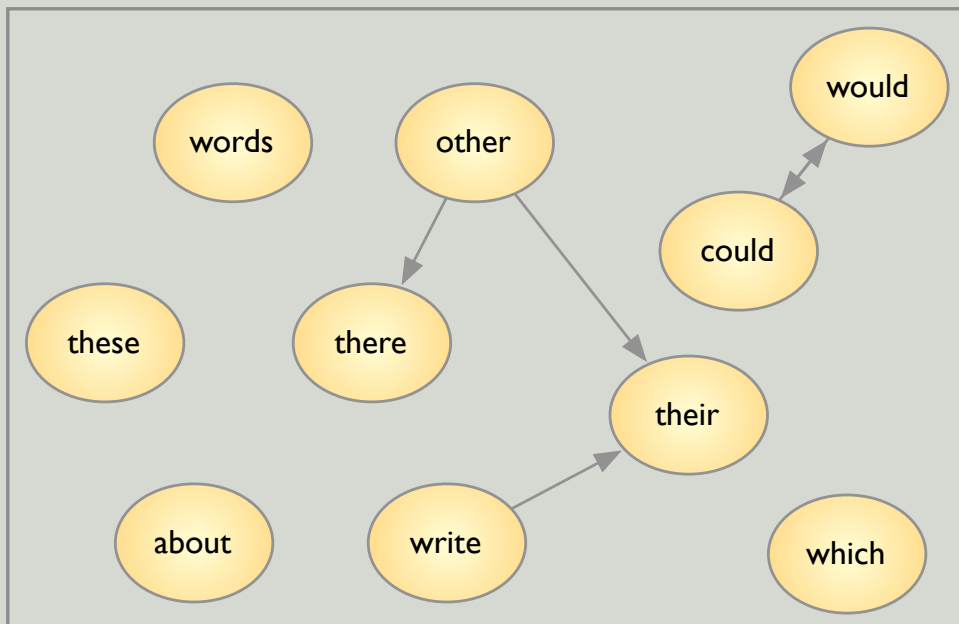 would
words
other
could
these
there
their
about
write
which